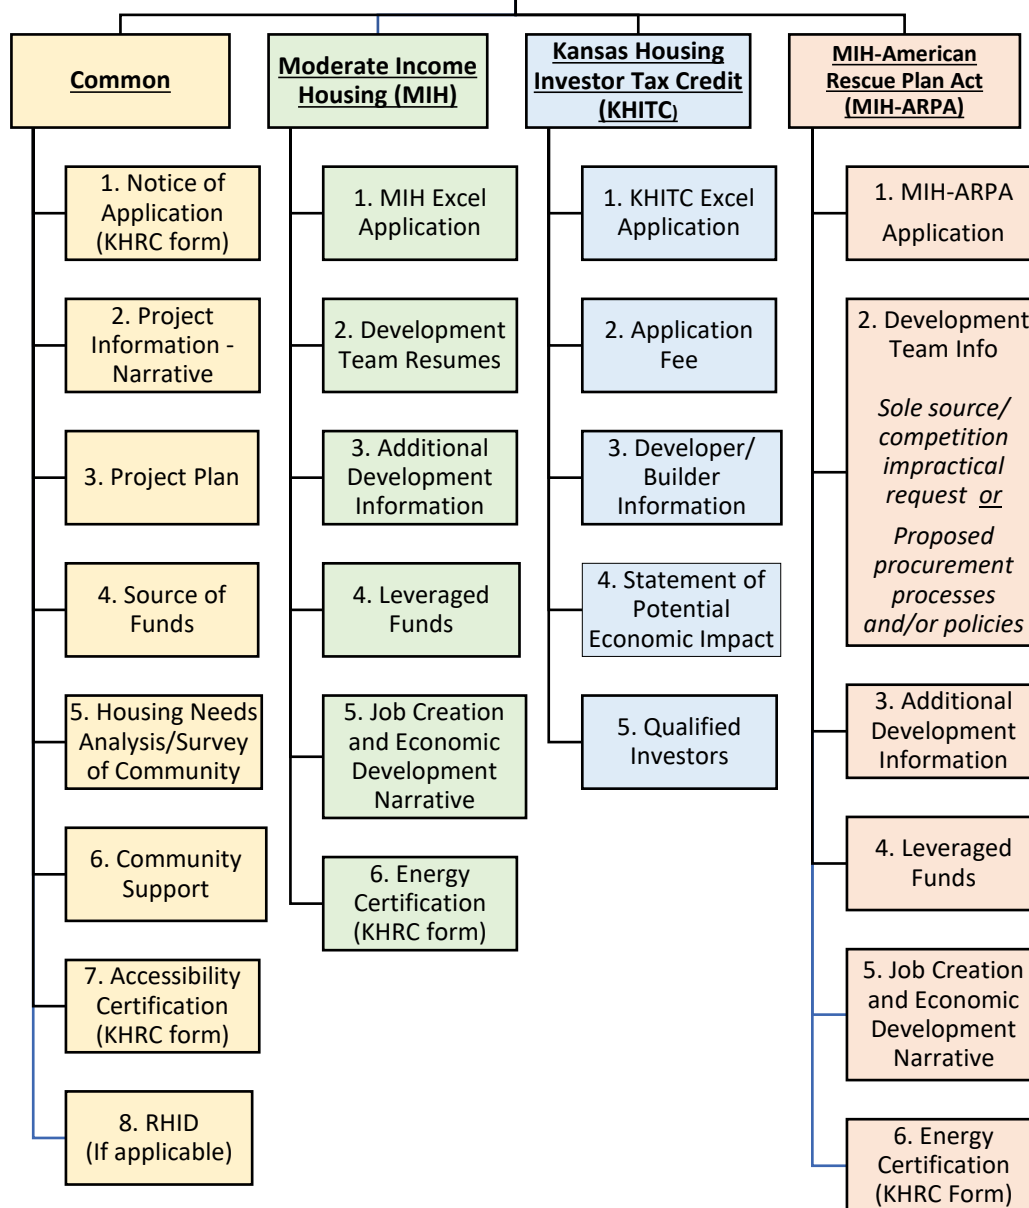 Common
1. Notice of
Application
(KHRC form)
2. Project
Information -
Narrative
3. Project Plan
4. Source of
Funds
5. Housing Needs
Analysis/Survey
of Community
6. Community
Support
7. Accessibility
Certification
(KHRC form)
8. RHID
(If applicable)
Moderate Income
Housing (MIH)
1. MIH Excel
Application
2. Development
Team Resumes
3. Additional
Development
Information
4. Leveraged
Funds
5. Job Creation
and Economic
Development
Narrative
6. Energy
Certification
(KHRC form)
Kansas Housing
Investor Tax Credit
(KHITC)
1. KHITC Excel
Application
2. Application
Fee
3. Developer/
Builder
Information
4. Statement of
Potential
Economic Impact
5. Qualified
Investors
MIH-American
Rescue Plan Act
(MIH-ARPA)
1. MIH-ARPA
Application
2. Development
Team Info
Sole source/
competition
impractical
request or
Proposed
procurement
processes
and/or policies
3. Additional
Development
Information
4. Leveraged
Funds
5. Job Creation
and Economic
Development
Narrative
6. Energy
Certification
(KHRC Form)